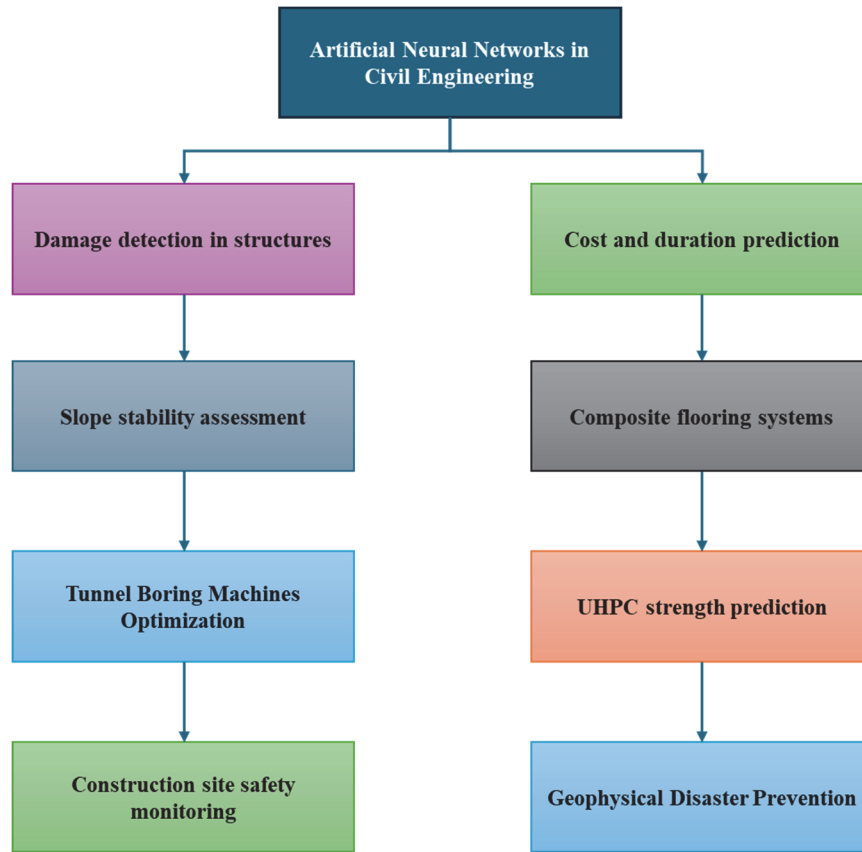 Artificial Neural Networks in
Civil Engineering
Damage detection in structures
Cost and duration prediction
Slope stability assessment
Composite flooring systems
Tunnel Boring Machines
Optimization
UHPC strength prediction
Construction site safety
monitoring
Geophysical Disaster Prevention